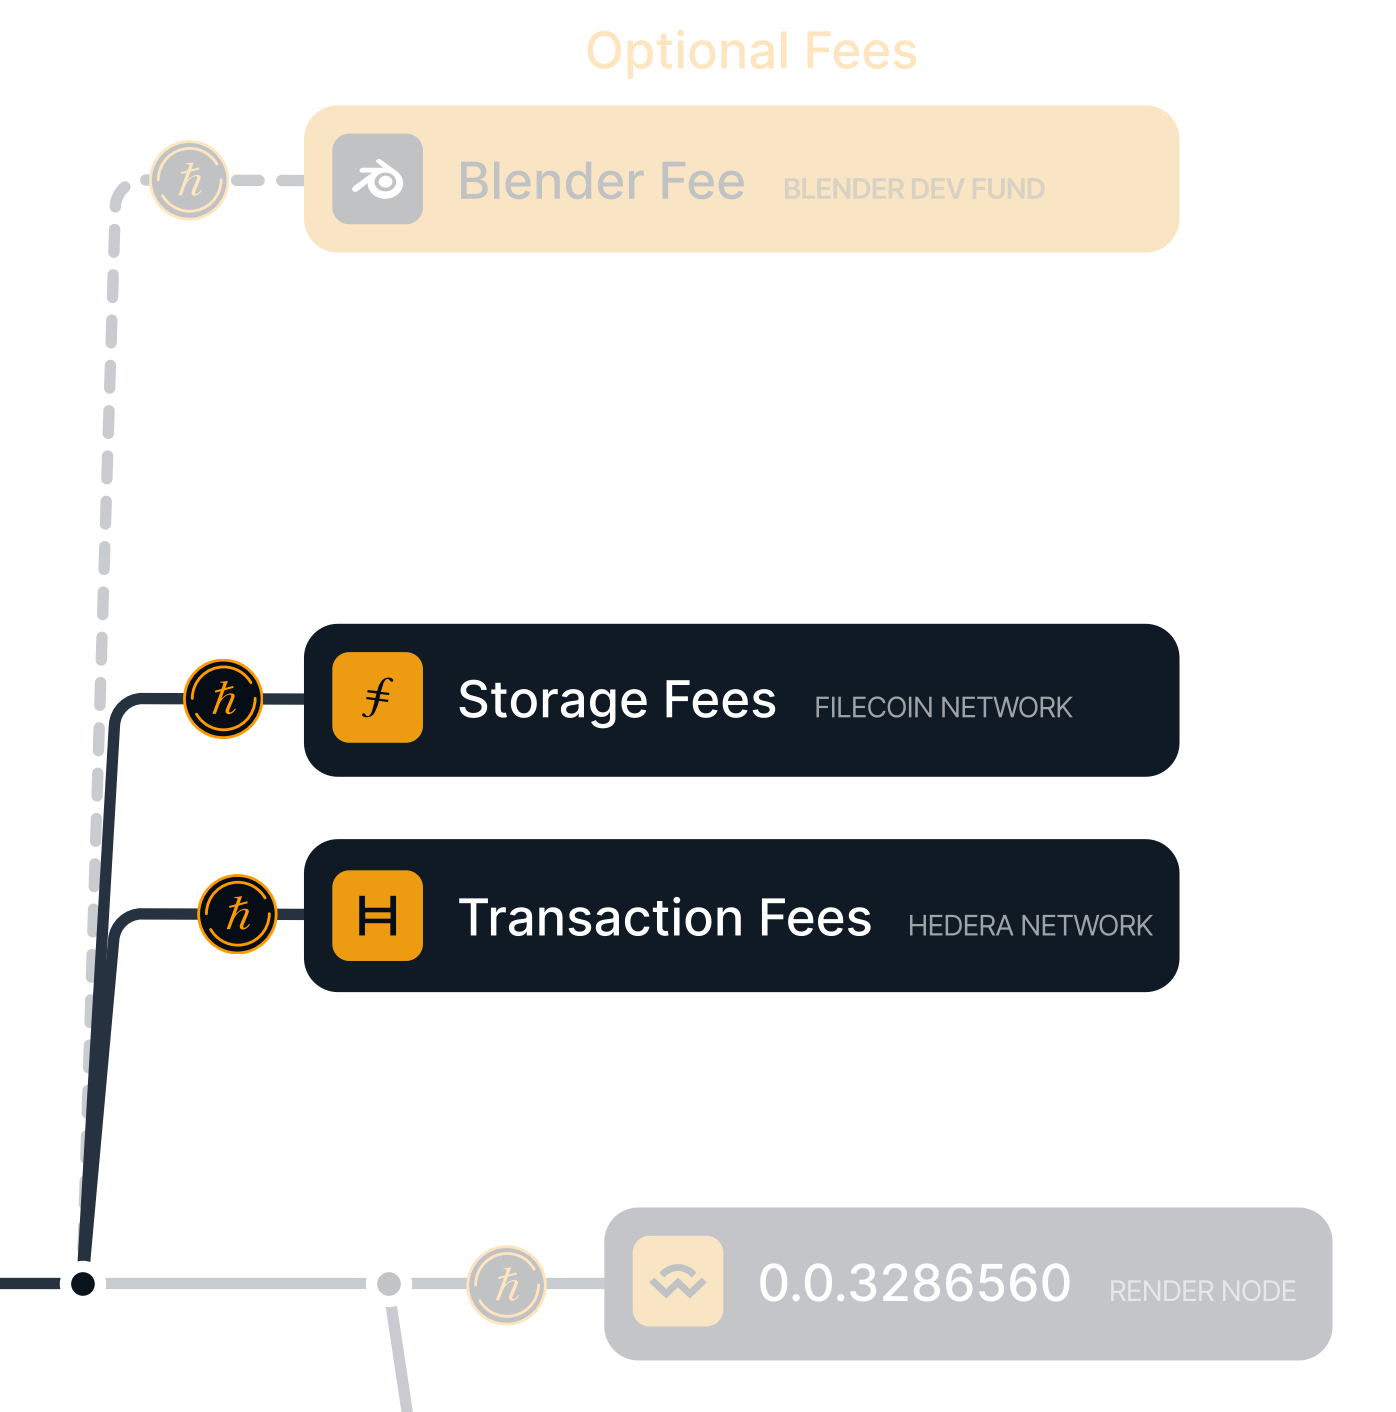 Optional Fees
ℏ
Blender Fee BLENDER DEV FUND
ℏ
Storage Fees FILECOIN NETWORK
ℏ
Transaction Fees HEDERA NETWORK
ℏ
0.0.3286560 RENDER NODE